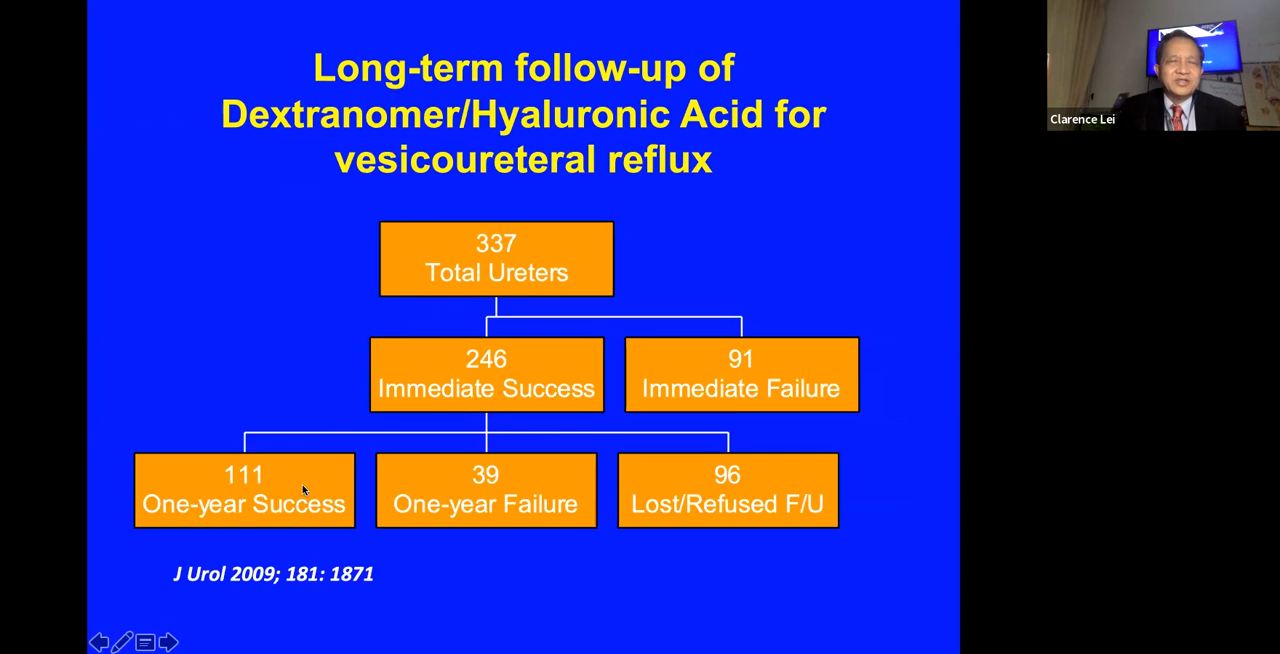 Long-term follow-up of
Dextranomer/Hyaluronic Acid for
vesicoureteral reflux
337
Total Ureters
246
Immediate Success
91
Immediate Failure
111
One-year Success
39
One-year Failure
96
Lost/Refused F/U
J Urol 2009; 181: 1871
Clarence Lei